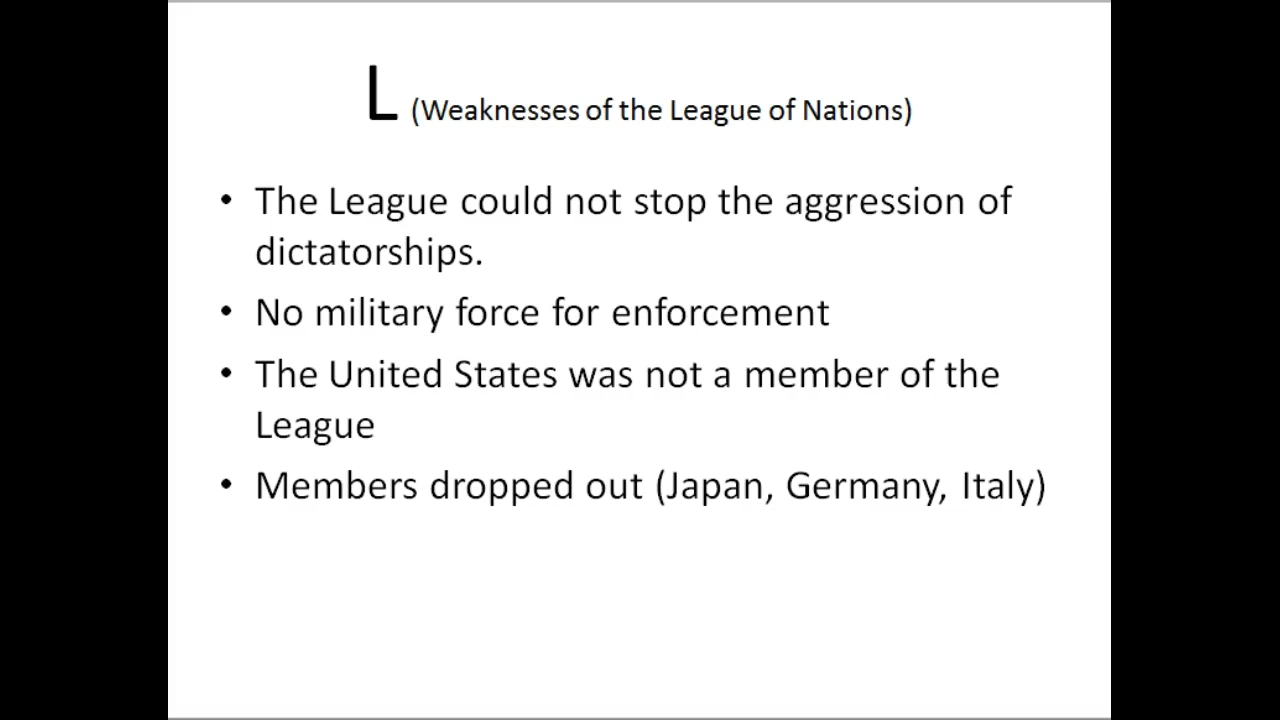 L (Weaknesses of the League of Nations)
• The League could not stop the aggression of
dictatorships.
• No military force for enforcement
• The United States was not a member of the
League
• Members dropped out (Japan, Germany, Italy)